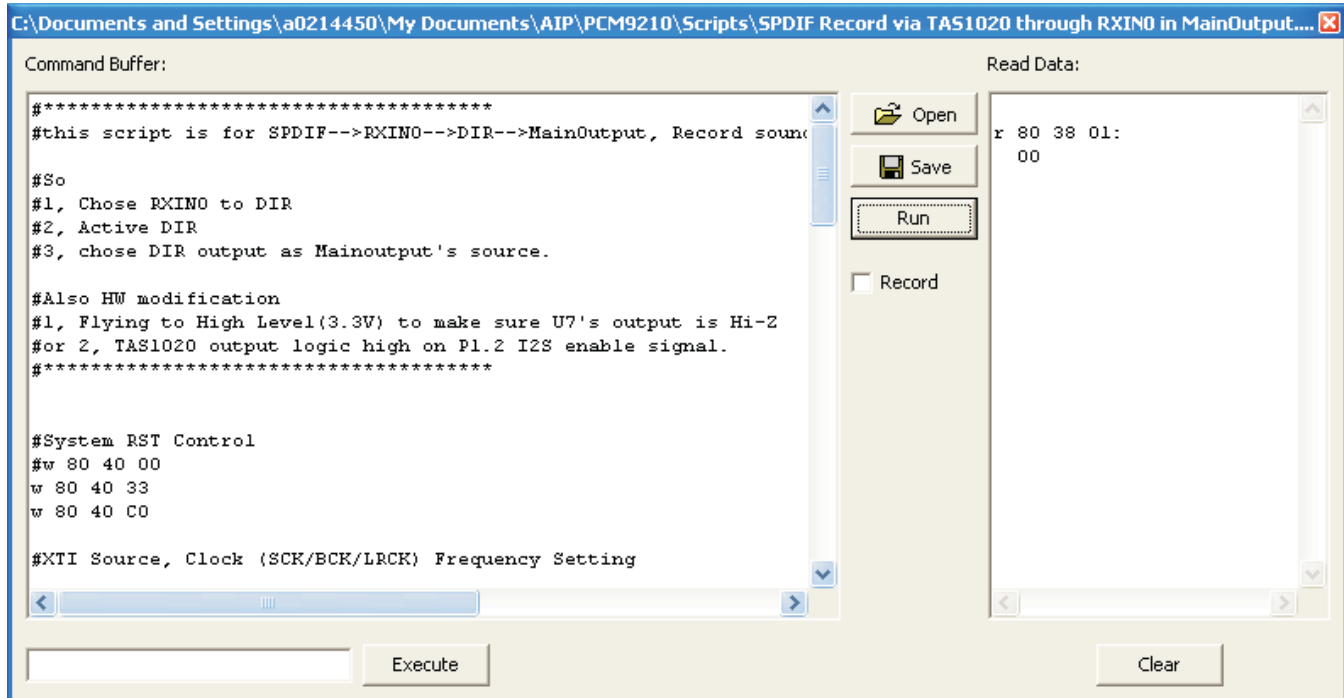 C:\Documents and Settings\a0214450\My Documents\AIP\PCM9210\Scripts\SPDIF Record via TAS1020 through RXIN0 in MainOutput....
Command Buffer:
#**************************************
#this script is for SPDIF-->RXIN0-->DIR-->MainOutput, Record soun
#So
#1, Chose RXIN0 to DIR
#2, Active DIR
#3, chose DIR output as Mainoutput's source.
#Also HW modification
#1, Flying to High Level(3.3V) to make sure U7's output is Hi-Z
#or 2, TAS1020 output logic high on P1.2 I2S enable signal.
#**************************************
#System RST Control
#w 80 40 00
w 80 40 33
w 80 40 C0
#XTI Source, Clock (SCK/BCK/LRCK) Frequency Setting
Open
Save
Run
Record
Read Data:
r 80 38 01:
00
Execute
Clear